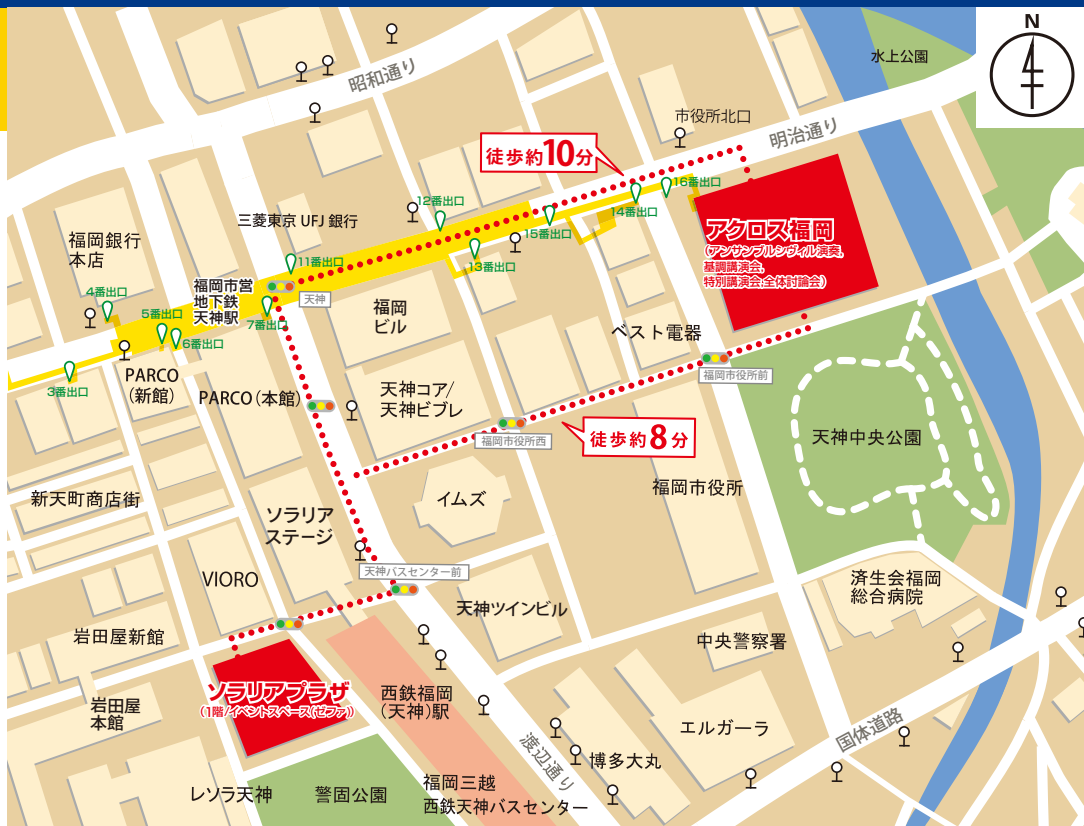 N
水上公園
昭和通り
市役所北口
明治通り
徒歩約10分
16番出口
14番出口
12番出口
15番出口
三菱東京UFJ銀行
13番出口
アクロス福岡
(アンサンブルシヴィル演奏,
基調講演会,
特別講演会,全体討論会)
福岡銀行
本店
11番出口
福岡市営
地下鉄
天神駅
天神
4番出口
5番出口
7番出口
6番出口
福岡
ビル
ベスト電器
3番出口
PARCO
(新館)
PARCO(本館)
福岡市役所前
天神コア/
天神ビブレ
福岡市役所西
徒歩約8分
天神中央公園
新天町商店街
ソラリア
ステージ
イムズ
福岡市役所
天神バスセンター前
VIORO
天神ツインビル
済生会福岡
総合病院
岩田屋新館
中央警察署
ソラリアプラザ
(1階/イベントスペース(ゼファ))
西鉄福岡
(天神)駅
岩田屋
本館
エルガーラ
国体道路
渡辺通り
博多大丸
レソラ天神
警固公園
福岡三越
西鉄天神バスセンター